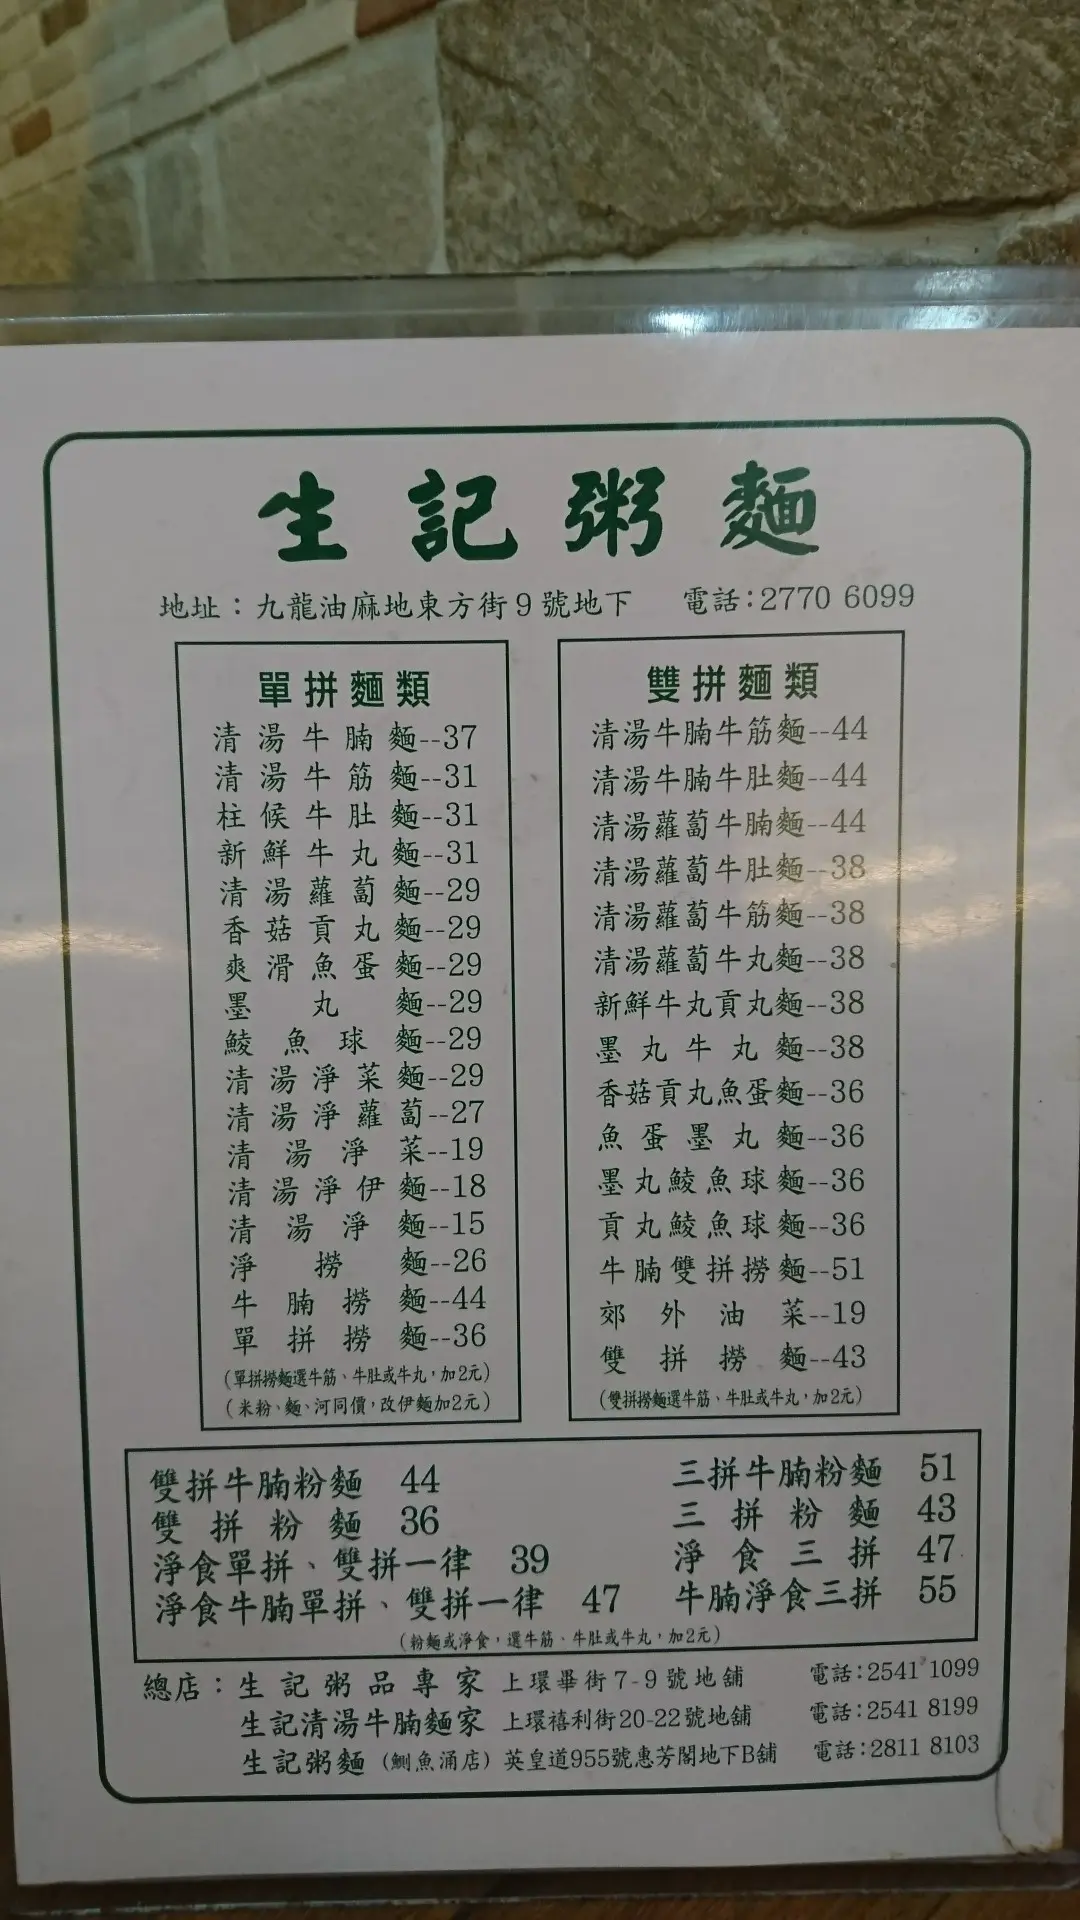 生記粥麵
地址：九龍油麻地東方街9號地下 電話：2770 6099
單拼麵類
清湯牛腩麵--37
清湯牛筋麵--31
柱候牛肚麵--31
新鮮牛丸麵--31
清湯蘿蔔麵--29
香菇貢丸麵--29
爽滑魚蛋麵--29
墨丸麵--29
鯪魚球麵--29
清湯淨菜麵--29
清湯淨蘿蔔--27
清湯淨菜--19
清湯淨伊麵--18
清湯淨麵--15
淨撈麵--26
牛腩撈麵--44
單拼撈麵--36
（單拼撈麵選牛筋、牛肚或牛丸，加2元）
（米粉、麵、河同價，改伊麵加2元）
雙拼麵類
清湯牛腩牛筋麵--44
清湯牛腩牛肚麵--44
清湯蘿蔔牛腩麵--44
清湯蘿蔔牛肚麵--38
清湯蘿蔔牛筋麵--38
清湯蘿蔔牛丸麵--38
新鮮牛丸貢丸麵--38
墨丸牛丸麵--38
香菇貢丸魚蛋麵--36
魚蛋墨丸麵--36
墨丸鯪魚球麵--36
貢丸鯪魚球麵--36
牛腩雙拼撈麵--51
郊外油菜--19
雙拼撈麵--43
（雙拼撈麵選牛筋、牛肚或牛丸，加2元）
雙拼牛腩粉麵 44
雙拼粉麵 36
淨食單拼、雙拼一律 39
淨食牛腩單拼、雙拼一律 47
三拼牛腩粉麵 51
三拼粉麵 43
淨食三拼 47
牛腩淨食三拼 55
（粉麵或淨食，選牛筋、牛肚或牛丸，加2元）
總店：生記粥品專家 上環畢街7-9號地舖 電話：2541 1099
生記清湯牛腩麵家 上環禧利街20-22號地舖 電話：2541 8199
生記粥麵（鰂魚涌店）英皇道955號惠芳閣地下B舖 電話：2811 8103